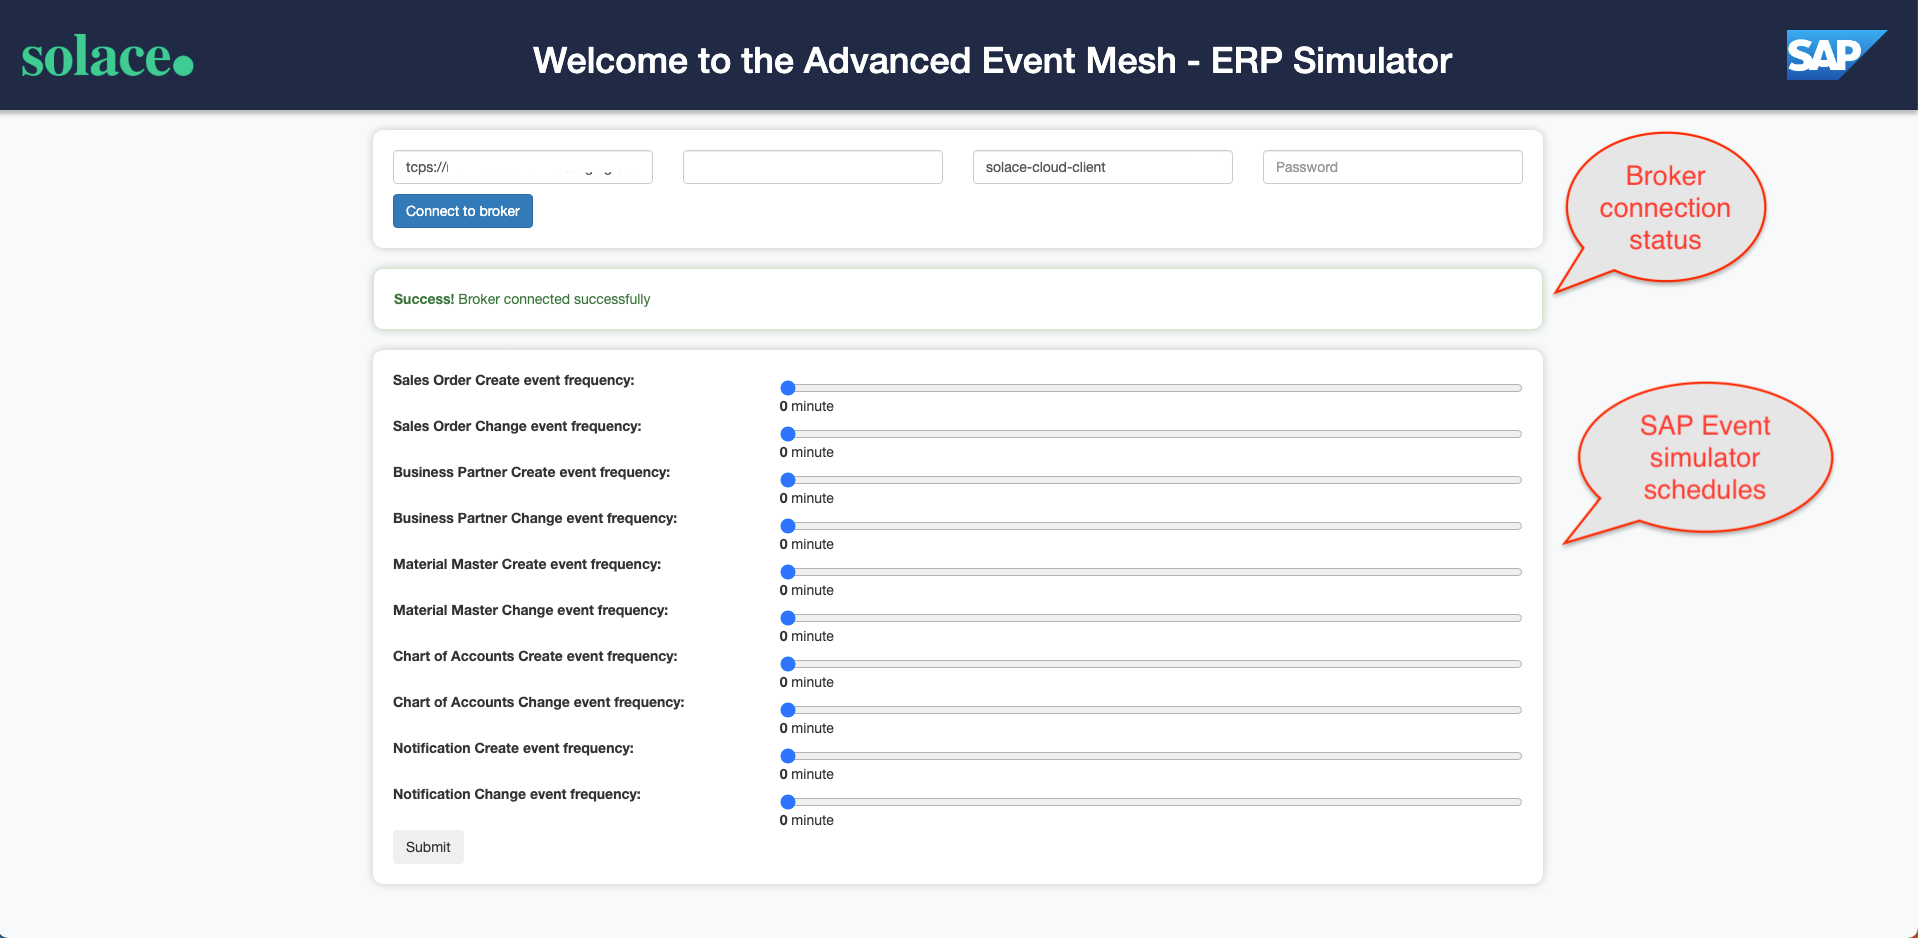 solace.
Welcome to the Advanced Event Mesh - ERP Simulator
SAP
tcps://
solace-cloud-client
Password
Connect to broker
Broker
connection
status
Success! Broker connected successfully
Sales Order Create event frequency:
0 minute
Sales Order Change event frequency:
0 minute
Business Partner Create event frequency:
0 minute
Business Partner Change event frequency:
0 minute
Material Master Create event frequency:
0 minute
Material Master Change event frequency:
0 minute
Chart of Accounts Create event frequency:
0 minute
Chart of Accounts Change event frequency:
0 minute
Notification Create event frequency:
0 minute
Notification Change event frequency:
0 minute
Submit
SAP Event
simulator
schedules